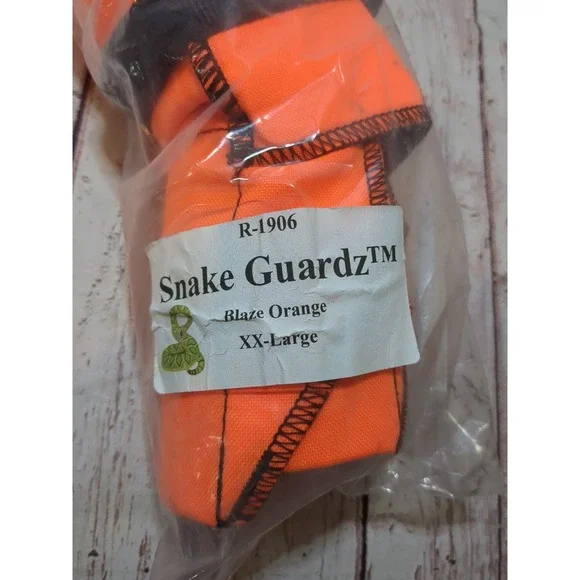 R-1906
Snake Guardz™
Blaze Orange
XX-Large